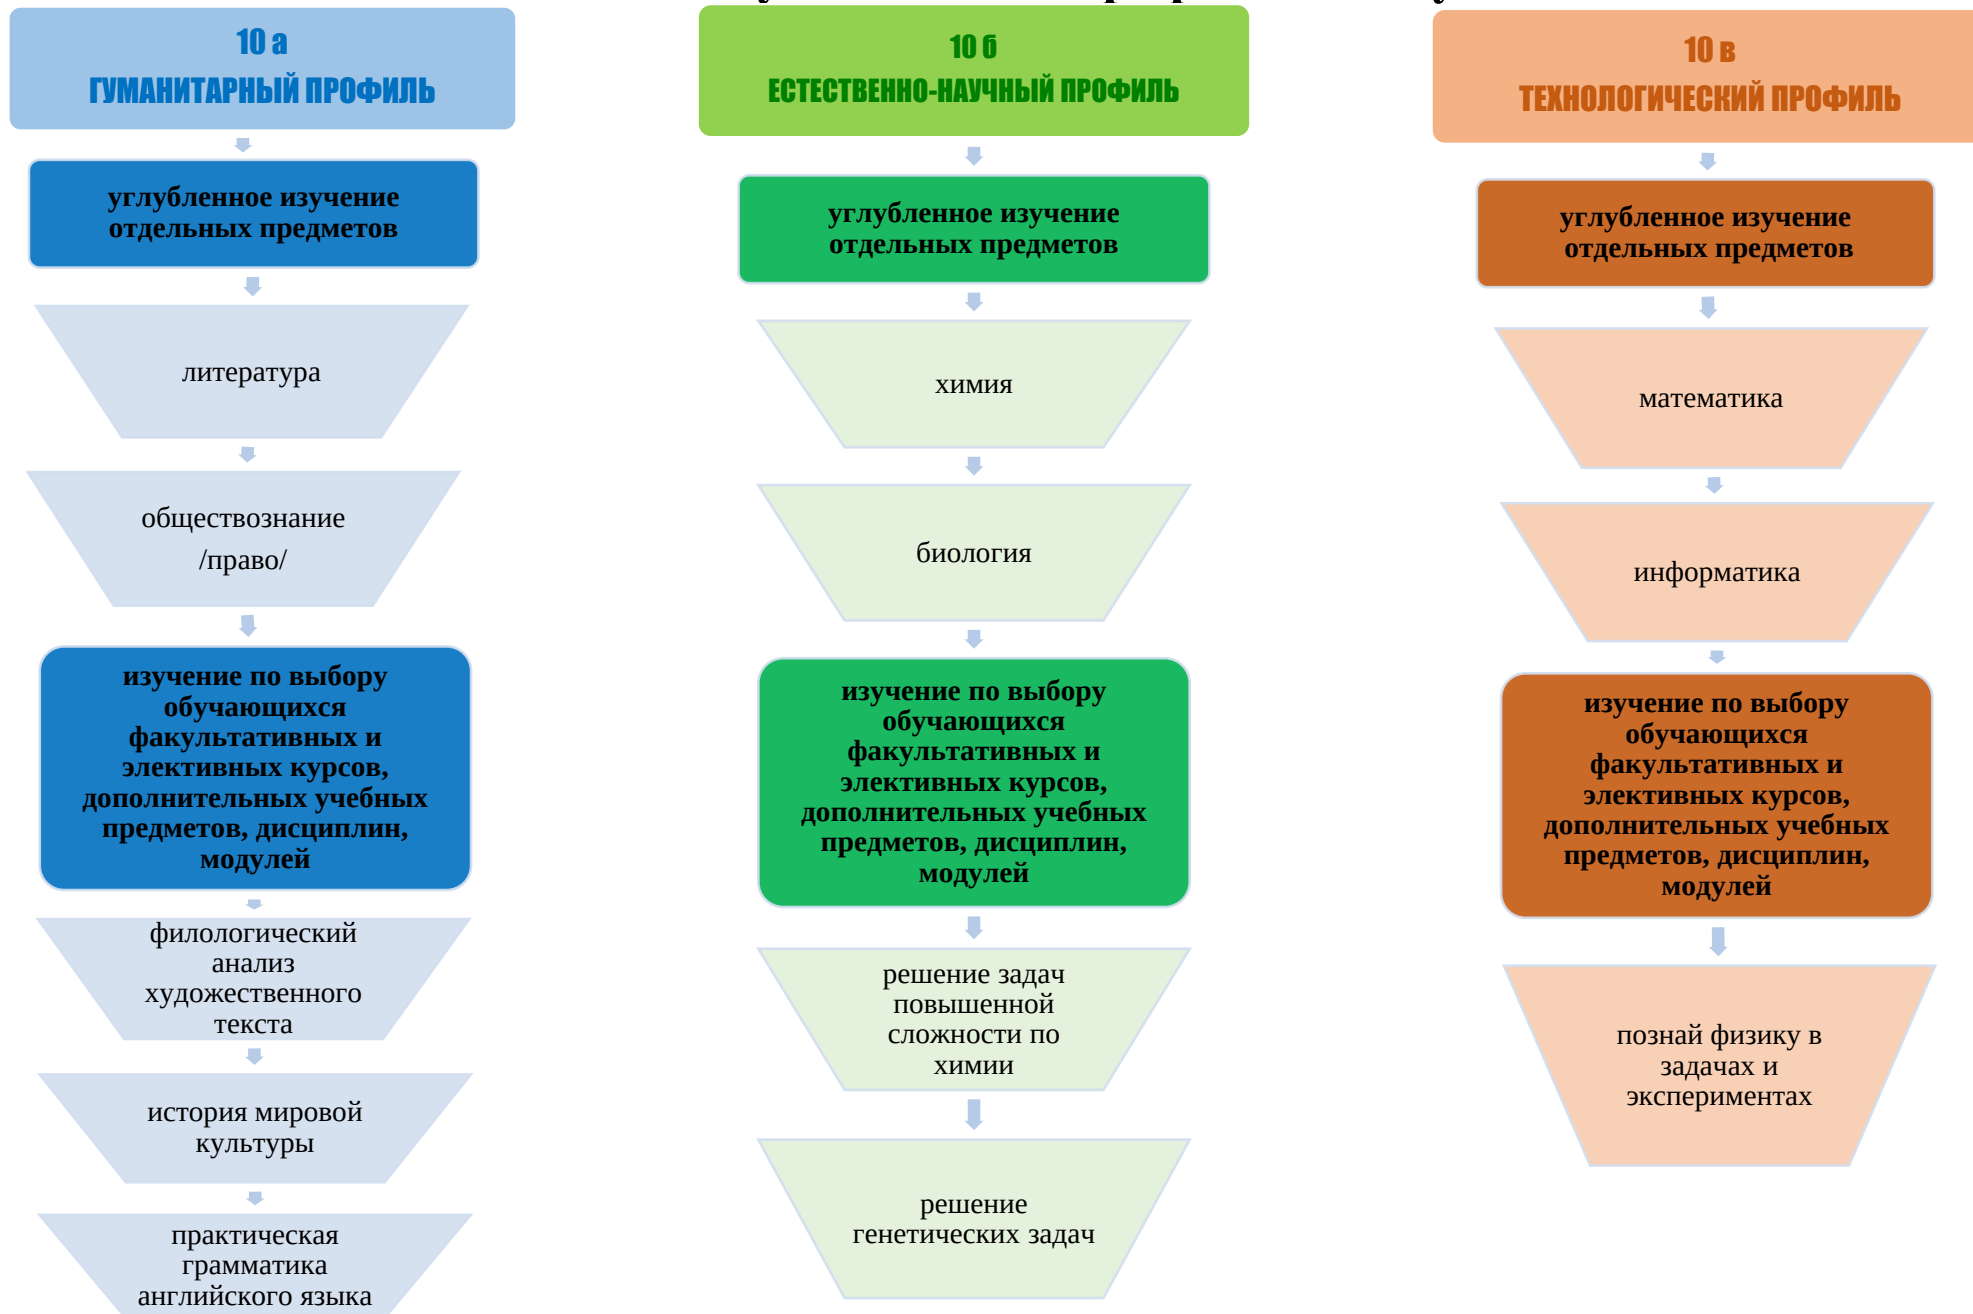 10 а
ГУМАНИТАРНЫЙ ПРОФИЛЬ
углубленное изучение
отдельных предметов
литература
обществознание
/право/
изучение по выбору
обучающихся
факультативных и
элективных курсов,
дополнительных учебных
предметов, дисциплин,
модулей
филологический
анализ
художественного
текста
история мировой
культуры
практическая
грамматика
английского языка
10 б
ЕСТЕСТВЕННО-НАУЧНЫЙ ПРОФИЛЬ
углубленное изучение
отдельных предметов
химия
биология
изучение по выбору
обучающихся
факультативных и
элективных курсов,
дополнительных учебных
предметов, дисциплин,
модулей
решение задач
повышенной
сложности по
химии
решение
генетических задач
10 в
ТЕХНОЛОГИЧЕСКИЙ ПРОФИЛЬ
углубленное изучение
отдельных предметов
математика
информатика
изучение по выбору
обучающихся
факультативных и
элективных курсов,
дополнительных учебных
предметов, дисциплин,
модулей
познай физику в
задачах и
экспериментах